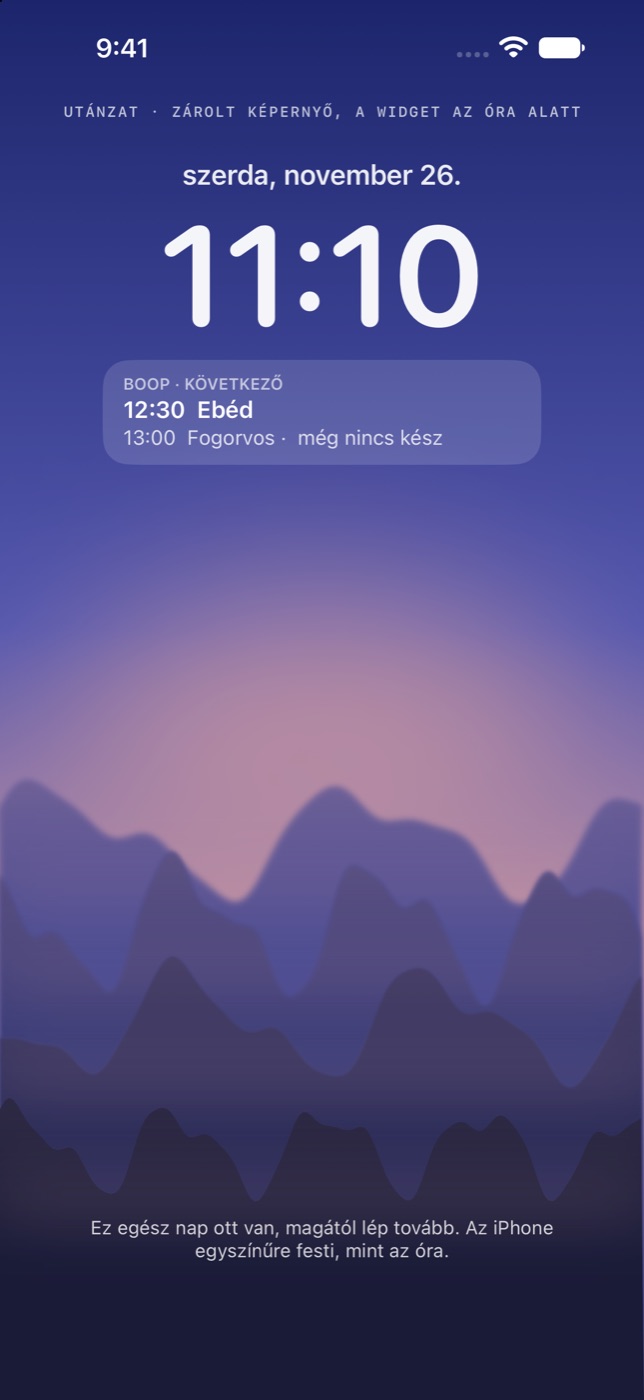 9:41
UTÁNZAT · ZÁROLT KÉPERNYŐ, A WIDGET AZ ÓRA ALATT
szerda, november 26.
11:10
BOOP · KÖVETKEZŐ
12:30 Ebéd
13:00 Fogorvos · még nincs kész
Ez egész nap ott van, magától lép tovább. Az iPhone
egyszínűre festi, mint az óra.